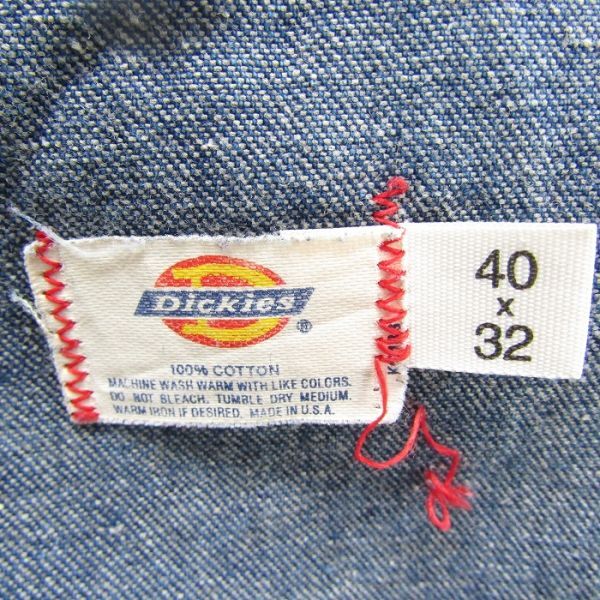 Dickies ®
100% COTTON
MACHINE WASH WARM WITH LIKE COLORS.
DO NOT BLEACH. TUMBLE DRY MEDIUM.
WARM IRON IF DESIRED. MADE IN U.S.A.
40
x
32